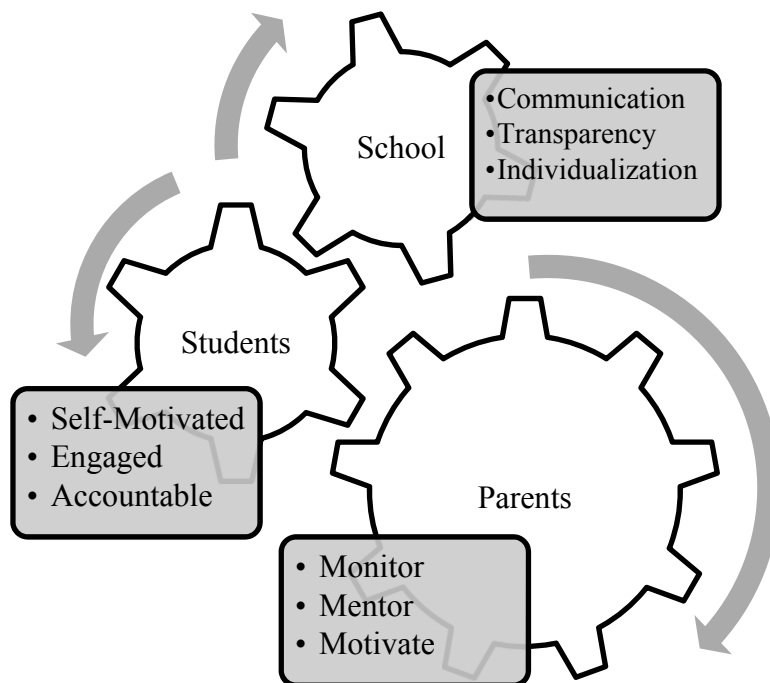 School
•Communication
•Transparency
•Individualization
Students
• Self-Motivated
• Engaged
• Accountable
Parents
• Monitor
• Mentor
• Motivate